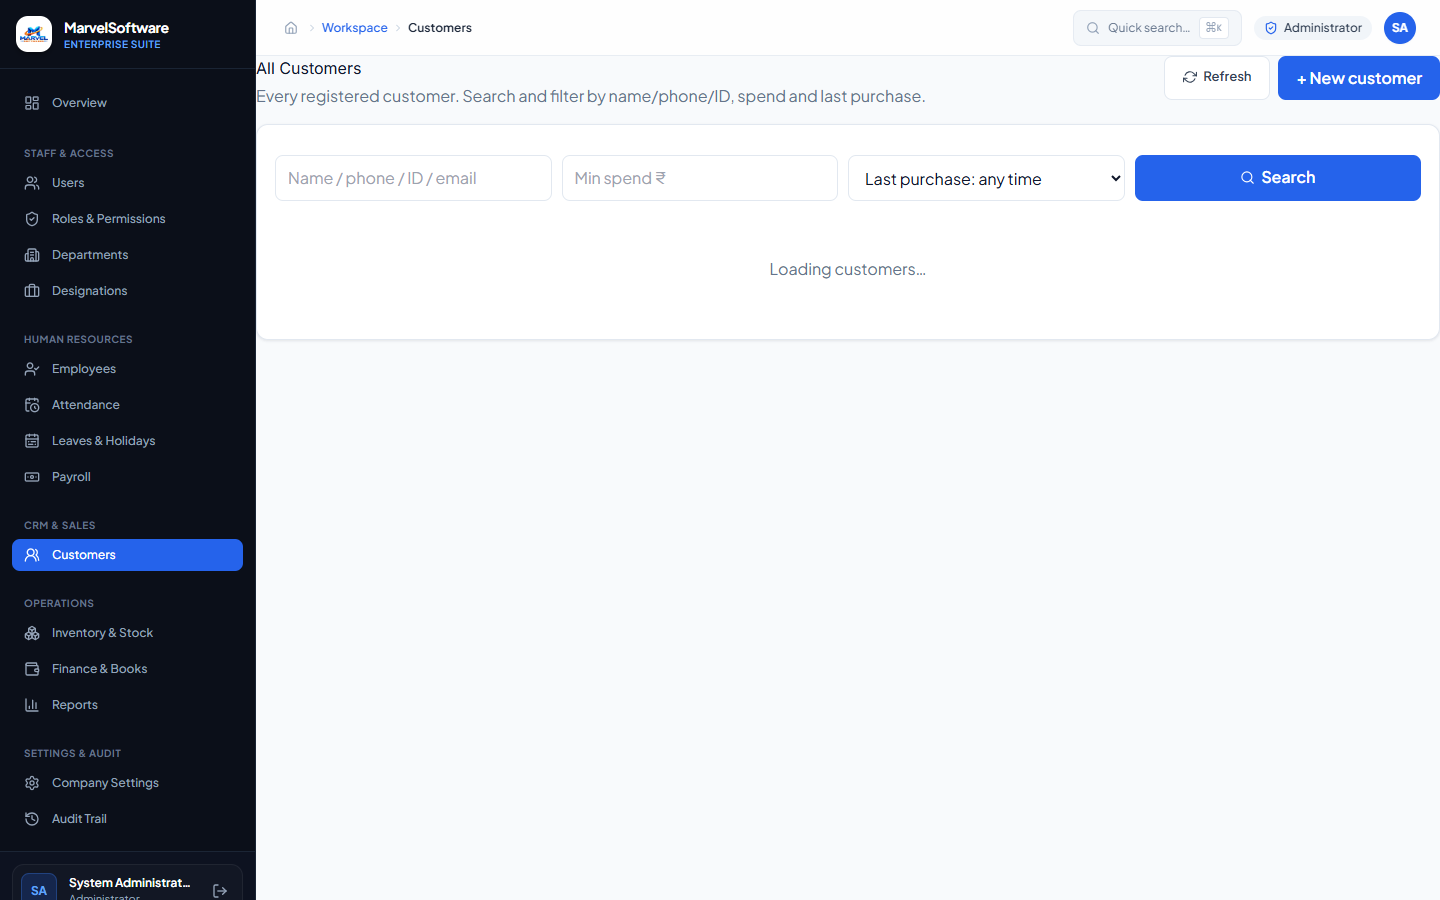 MarvelSoftware
ENTERPRISE SUITE
MARVEL
Overview
STAFF & ACCESS
Users
Roles & Permissions
Departments
Designations
HUMAN RESOURCES
Employees
Attendance
Leaves & Holidays
Payroll
CRM & SALES
Customers
OPERATIONS
Inventory & Stock
Finance & Books
Reports
SETTINGS & AUDIT
Company Settings
Audit Trail
SA
System Administrat...
Administrator
Workspace
Customers
Quick search...
⌘K
Administrator
SA
All Customers
Every registered customer. Search and filter by name/phone/ID, spend and last purchase.
Refresh
+ New customer
Name / phone / ID / email
Min spend ₹
Last purchase: any time
Search
Loading customers...